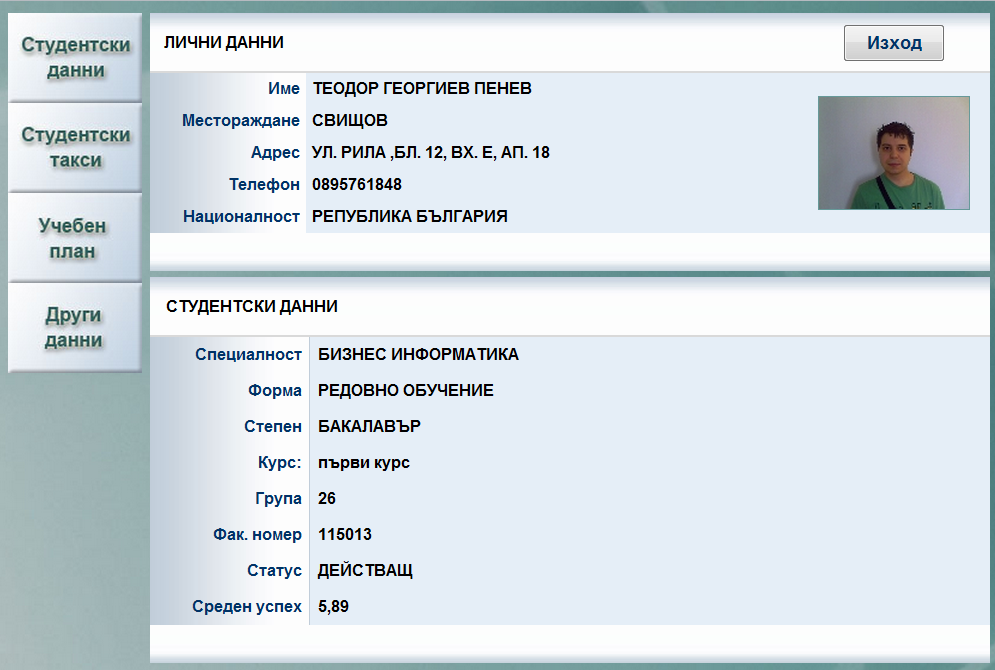 Студентски
данни
Студентски
такси
Учебен
план
Други
данни
ЛИЧНИ ДАННИ
Изход
Име ТЕОДОР ГЕОРГИЕВ ПЕНЕВ
Местораждане СВИЩОВ
Адрес УЛ. РИЛА ,БЛ. 12, ВХ. Е, АП. 18
Телефон 0895761848
Националност РЕПУБЛИКА БЪЛГАРИЯ
СТУДЕНТСКИ ДАННИ
Специалност БИЗНЕС ИНФОРМАТИКА
Форма РЕДОВНО ОБУЧЕНИЕ
Степен БАКАЛАВЪР
Курс: първи курс
Група 26
Фак. номер 115013
Статус ДЕЙСТВАЩ
Среден успех 5,89